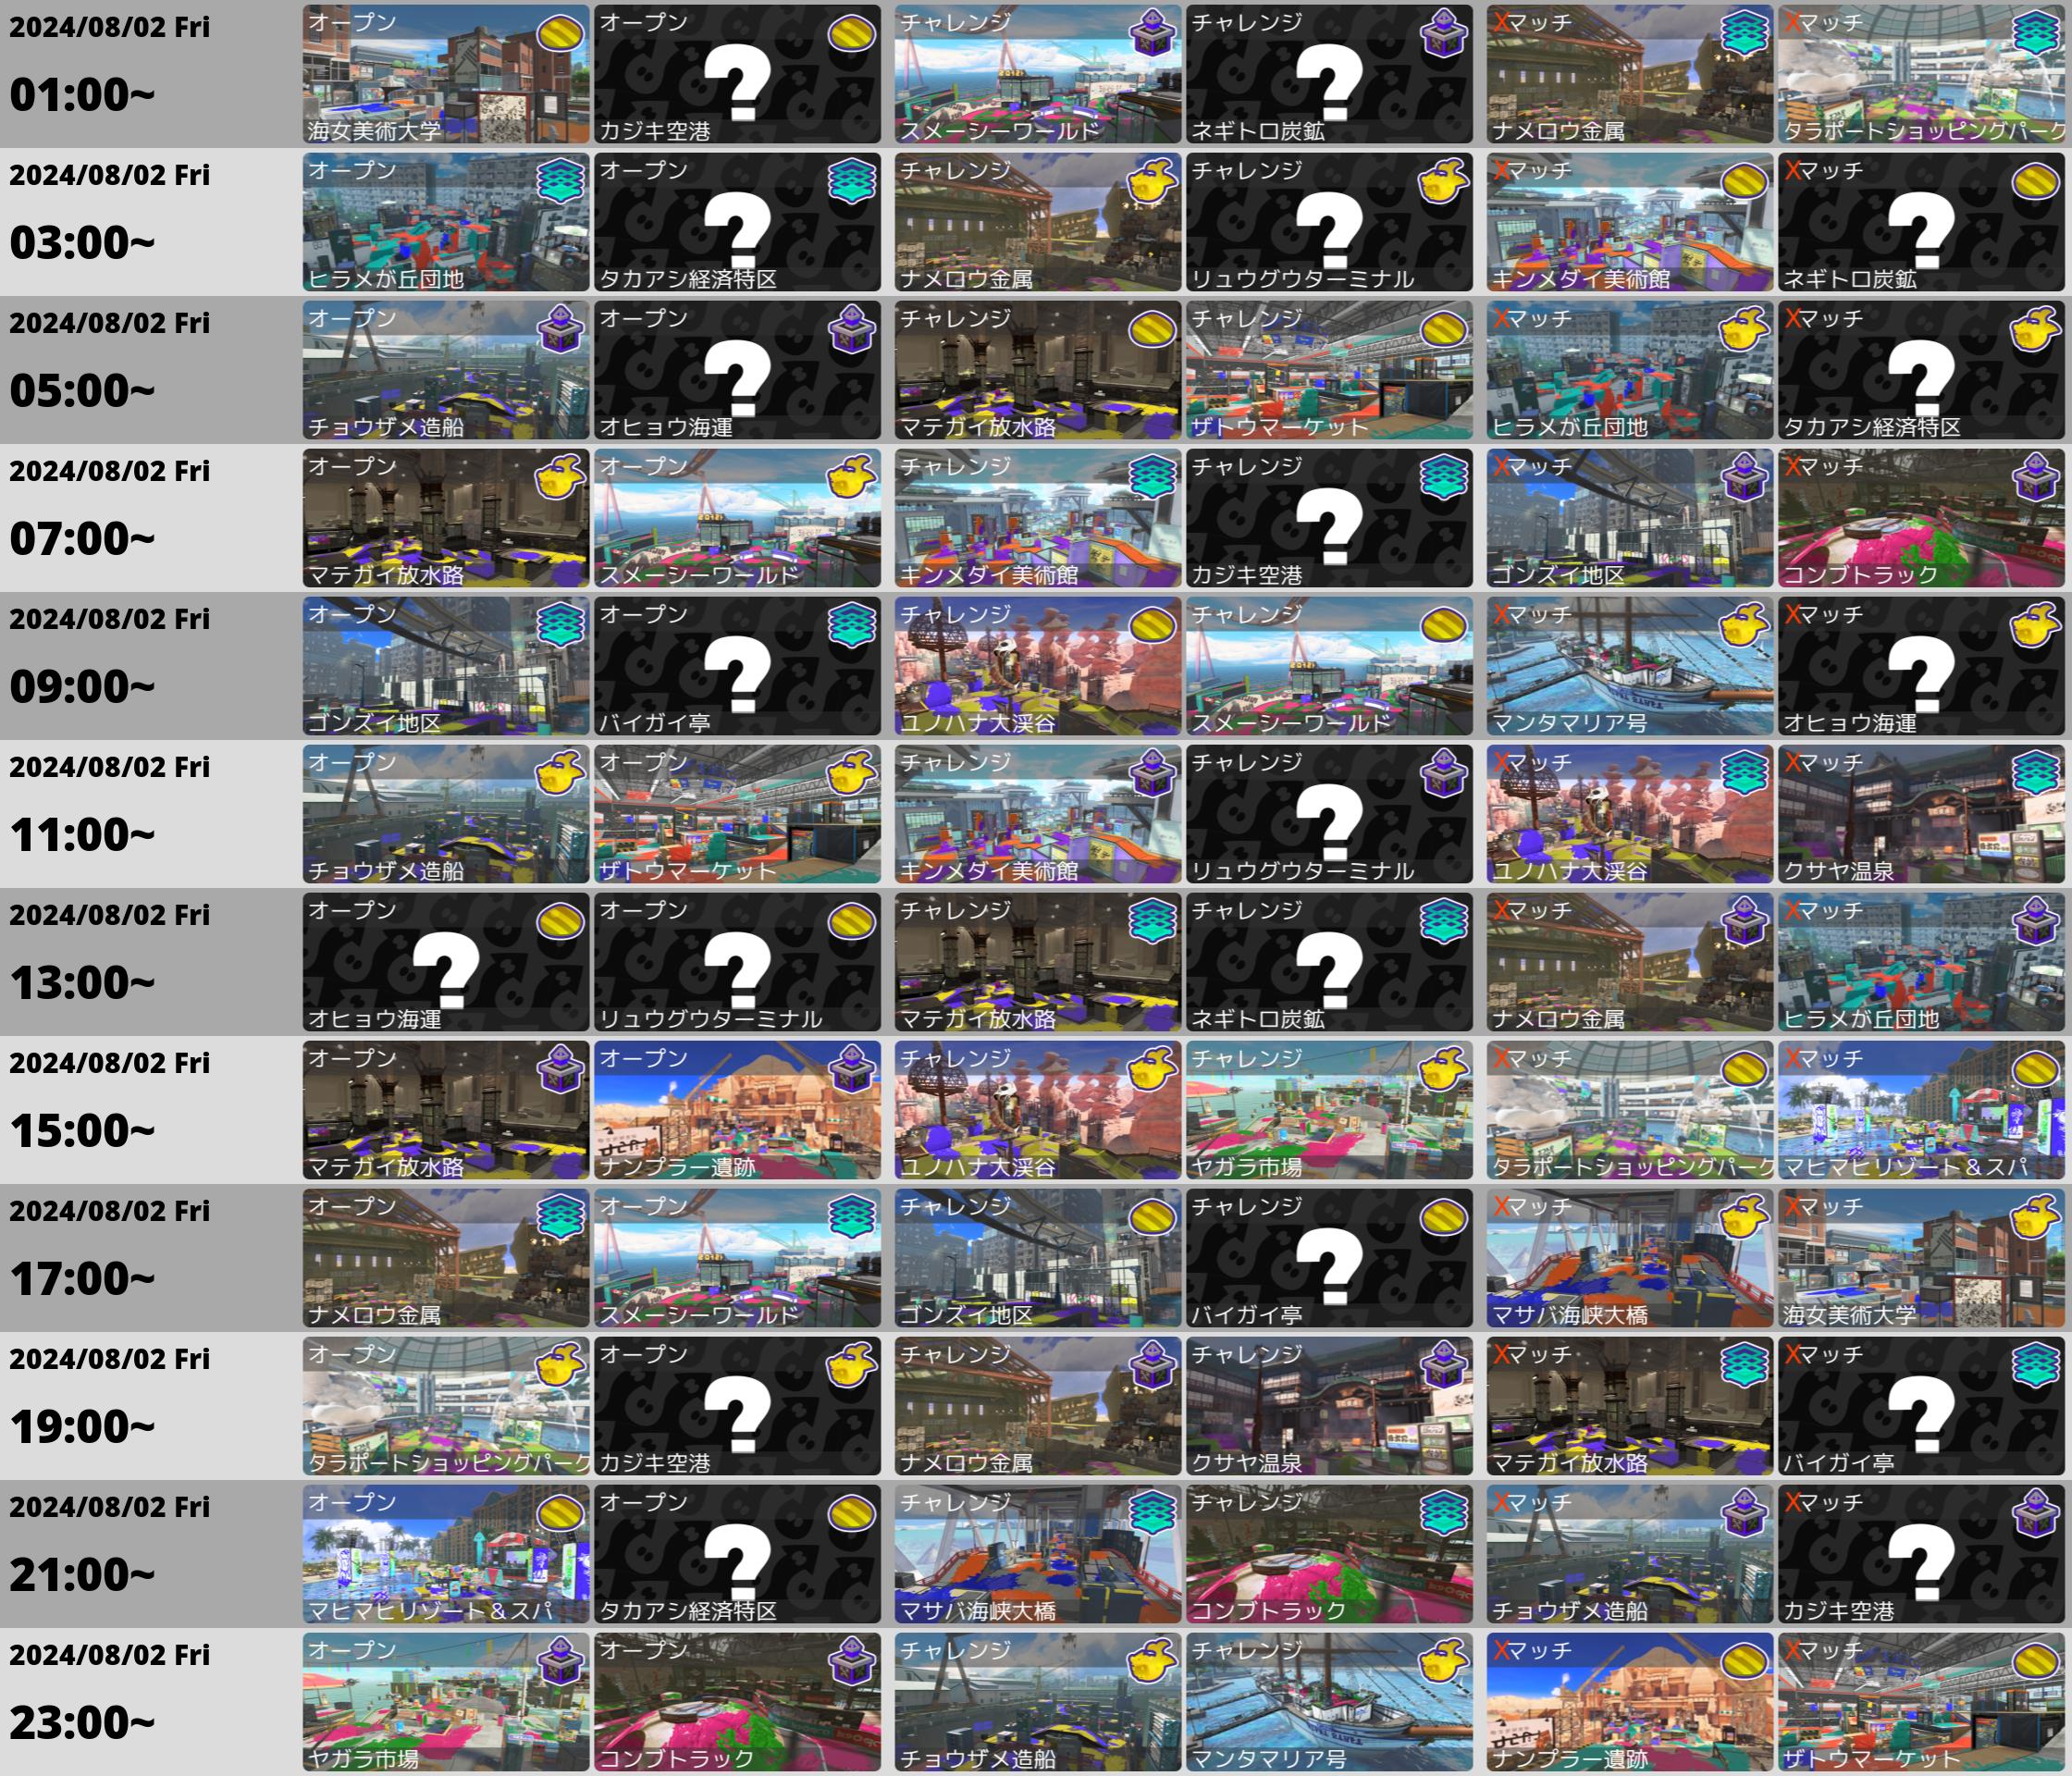 2024/08/02 Fri
01:00~
オープン
海女美術大学
オープン
カジキ空港
チャレンジ
スメーシーワールド
チャレンジ
ネギトロ炭鉱
Xマッチ
ナメロウ金属
Xマッチ
タラポートショッピングパーク
2024/08/02 Fri
03:00~
オープン
ヒラメが丘団地
オープン
タカアシ経済特区
チャレンジ
ナメロウ金属
チャレンジ
リュウグウターミナル
Xマッチ
キンメダイ美術館
Xマッチ
ネギトロ炭鉱
2024/08/02 Fri
05:00~
オープン
チョウザメ造船
オープン
オヒョウ海運
チャレンジ
マテガイ放水路
チャレンジ
ザトウマーケット
Xマッチ
ヒラメが丘団地
Xマッチ
タカアシ経済特区
2024/08/02 Fri
07:00~
オープン
マテガイ放水路
オープン
スメーシーワールド
チャレンジ
キンメダイ美術館
チャレンジ
カジキ空港
Xマッチ
ゴンズイ地区
Xマッチ
コンブトラック
2024/08/02 Fri
09:00~
オープン
ゴンズイ地区
オープン
バイガイ亭
チャレンジ
ユノハナ大渓谷
チャレンジ
スメーシーワールド
Xマッチ
マンタマリア号
Xマッチ
オヒョウ海運
2024/08/02 Fri
11:00~
オープン
チョウザメ造船
オープン
ザトウマーケット
チャレンジ
キンメダイ美術館
チャレンジ
リュウグウターミナル
Xマッチ
ユノハナ大渓谷
Xマッチ
クサヤ温泉
2024/08/02 Fri
13:00~
オープン
オヒョウ海運
オープン
リュウグウターミナル
チャレンジ
マテガイ放水路
チャレンジ
ネギトロ炭鉱
Xマッチ
ナメロウ金属
Xマッチ
ヒラメが丘団地
2024/08/02 Fri
15:00~
オープン
マテガイ放水路
オープン
ナンプラー遺跡
チャレンジ
ユノハナ大渓谷
チャレンジ
ヤガラ市場
Xマッチ
タラポートショッピングパーク
Xマッチ
マヒマヒリゾート＆スパ
2024/08/02 Fri
17:00~
オープン
ナメロウ金属
オープン
スメーシーワールド
チャレンジ
ゴンズイ地区
チャレンジ
バイガイ亭
Xマッチ
マサバ海峡大橋
Xマッチ
海女美術大学
2024/08/02 Fri
19:00~
オープン
タラポートショッピングパーク
オープン
カジキ空港
チャレンジ
ナメロウ金属
チャレンジ
クサヤ温泉
Xマッチ
マテガイ放水路
Xマッチ
バイガイ亭
2024/08/02 Fri
21:00~
オープン
マヒマヒリゾート＆スパ
オープン
タカアシ経済特区
チャレンジ
マサバ海峡大橋
チャレンジ
コンブトラック
Xマッチ
チョウザメ造船
Xマッチ
カジキ空港
2024/08/02 Fri
23:00~
オープン
ヤガラ市場
オープン
コンブトラック
チャレンジ
チョウザメ造船
チャレンジ
マンタマリア号
Xマッチ
ナンプラー遺跡
Xマッチ
ザトウマーケット